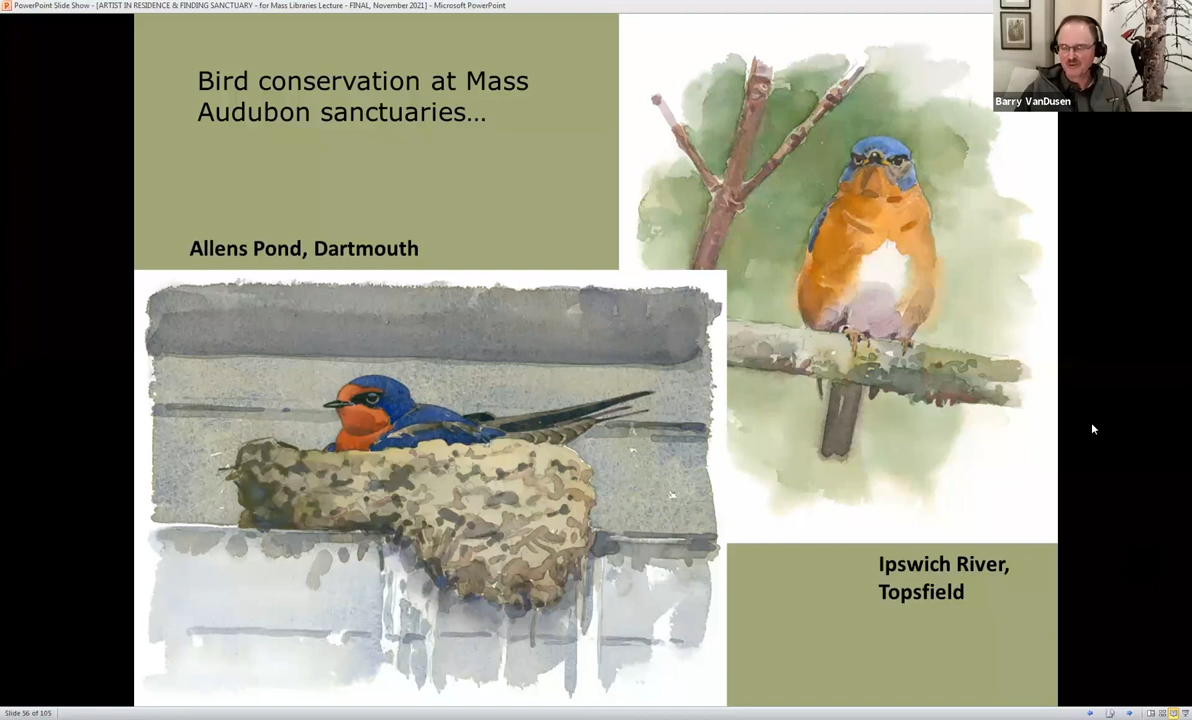 PowerPoint Slide Show - [ARTIST IN RESIDENCE & FINDING SANCTUARY - for Mass Libraries Lecture - FINAL, November 2021] - Microsoft PowerPoint
Barry VanDusen
Bird conservation at Mass
Audubon sanctuaries...
Allens Pond, Dartmouth
Ipswich River,
Topsfield
Slide 56 of 105